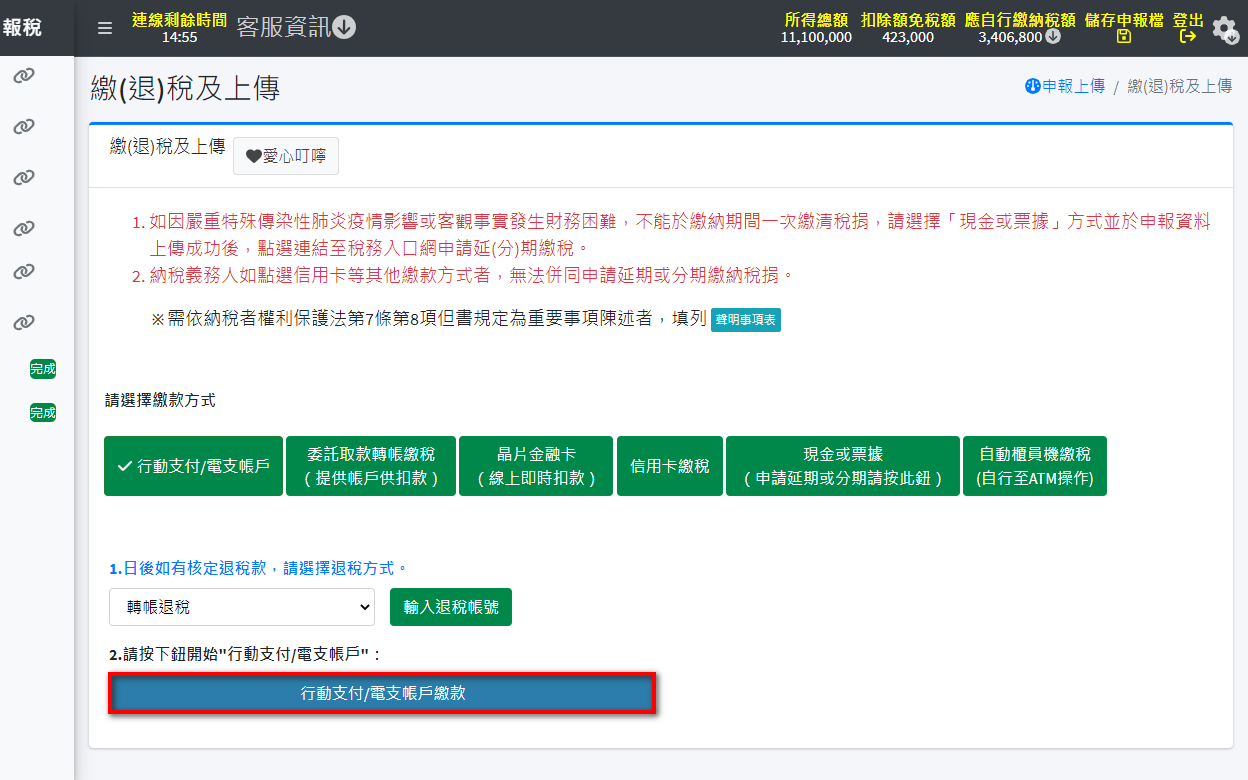 報稅
連線剩餘時間
14:55
客服資訊
所得總額
11,100,000
扣除額免稅額
423,000
應自行繳納稅額
3,406,800
儲存申報檔
登出
繳(退)稅及上傳
申報上傳 / 繳(退)稅及上傳
繳(退)稅及上傳
愛心叮嚀
1. 如因嚴重特殊傳染性肺炎疫情影響或客觀事實發生財務困難，不能於繳納期間一次繳清稅捐，請選擇「現金或票據」方式並於申報資料
上傳成功後，點選連結至稅務入口網申請延(分)期繳稅。
2. 納稅義務人如點選信用卡等其他繳款方式者，無法併同申請延期或分期繳納稅捐。
※需依納稅者權利保護法第7條第8項但書規定為重要事項陳述者，填列 聲明事項表
完成
完成
請選擇繳款方式
行動支付/電支帳戶
委託取款轉帳繳稅
( 提供帳戶供扣款 )
晶片金融卡
( 線上即時扣款 )
信用卡繳稅
現金或票據
( 申請延期或分期請按此鈕 )
自動櫃員機繳稅
(自行至ATM操作)
1.日後如有核定退稅款，請選擇退稅方式。
轉帳退稅
輸入退稅帳號
2.請按下鈕開始"行動支付/電支帳戶"：
行動支付/電支帳戶繳款